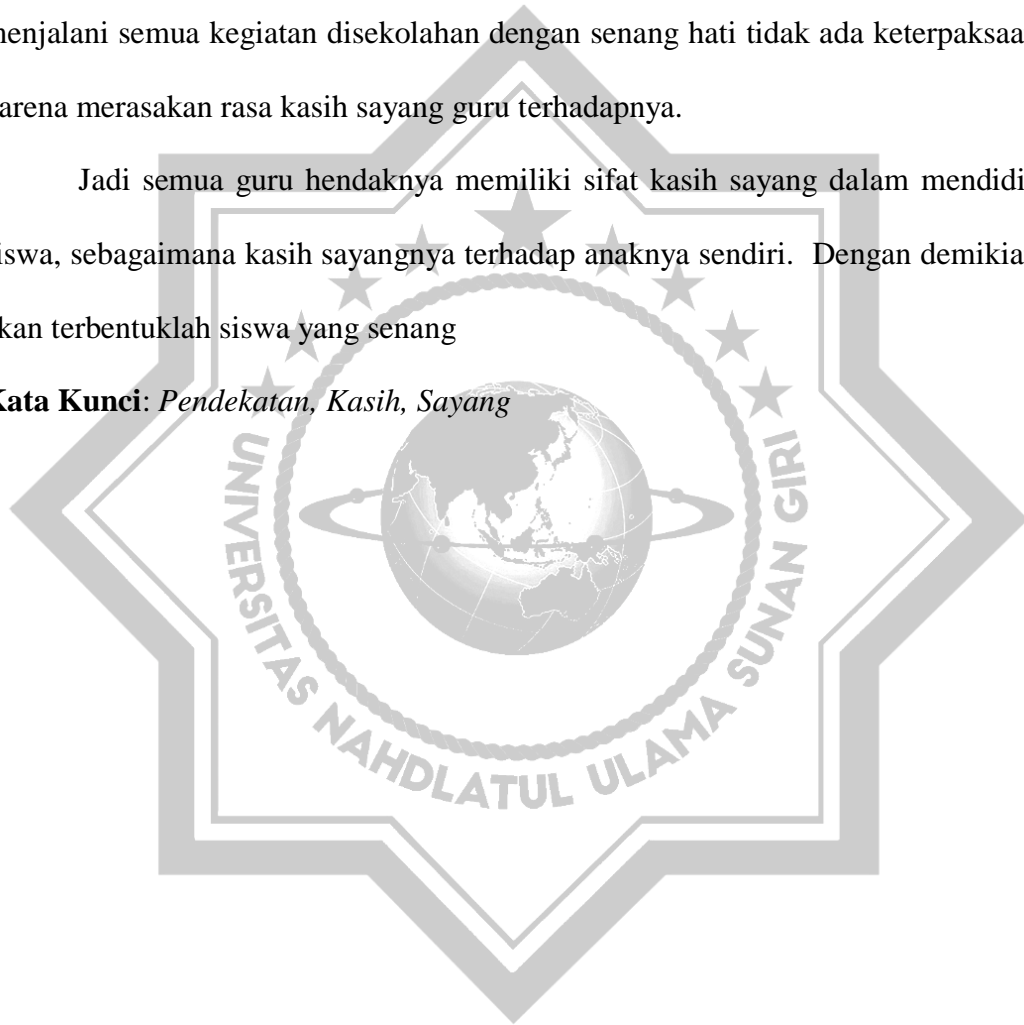 menjalani semua kegiatan disekolahan dengan senang hati tidak ada keterpaksaa
arena merasakan rasa kasih sayang guru terhadapnya.
Jadi semua guru hendaknya memiliki sifat kasih sayang dalam mendidi
iswa, sebagaimana kasih sayangnya terhadap anaknya sendiri. Dengan demikia
kan terbentuklah siswa yang senang
Kata Kunci: Pendekatan, Kasih, Sayang
UNIVERSITAS NAHDLATUL ULAMA SUNAN GIRI